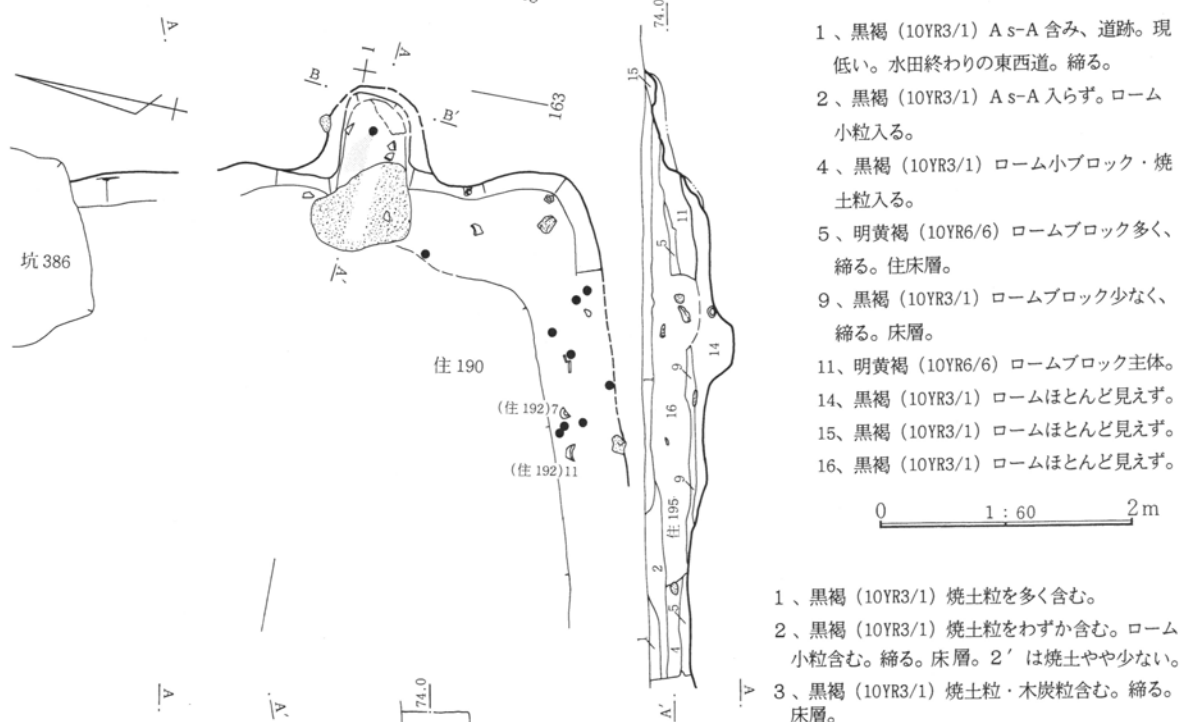 A
74.0
15
I
A
B
B′
163
坑386
住190
(住192)7
(住192)11
11
5
14
9
16
9
住195
2
5
1
4
A
A′
74.0
A′
A
A′
1、黒褐(10YR3/1)As-A含み、道跡。現
低い。水田終わりの東西道。締る。
2、黒褐(10YR3/1)As-A入らず。ローム
小粒入る。
4、黒褐(10YR3/1)ローム小ブロック・焼
土粒入る。
5、明黄褐(10YR6/6)ロームブロック多く、
締る。住床層。
9、黒褐(10YR3/1)ロームブロック少なく、
締る。床層。
11、明黄褐(10YR6/6)ロームブロック主体。
14、黒褐(10YR3/1)ロームほとんど見えず。
15、黒褐(10YR3/1)ロームほとんど見えず。
16、黒褐(10YR3/1)ロームほとんど見えず。
0 1:60 2m
1、黒褐(10YR3/1)焼土粒を多く含む。
2、黒褐(10YR3/1)焼土粒をわずか含む。ローム
小粒含む。締る。床層。2′は焼土やや少ない。
3、黒褐(10YR3/1)焼土粒・木炭粒含む。締る。
床層。